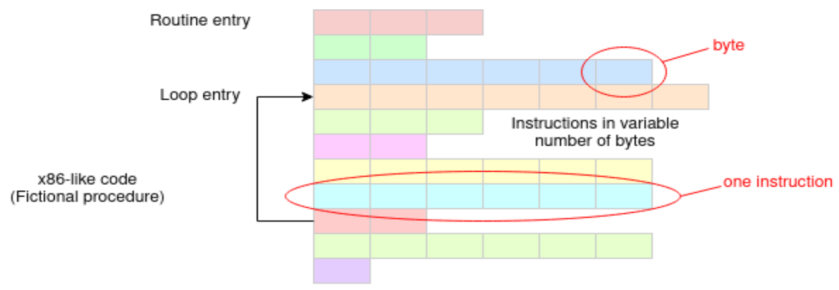 Routine entry
byte
Loop entry
Instructions in variable
number of bytes
x86-like code
(Fictional procedure)
one instruction